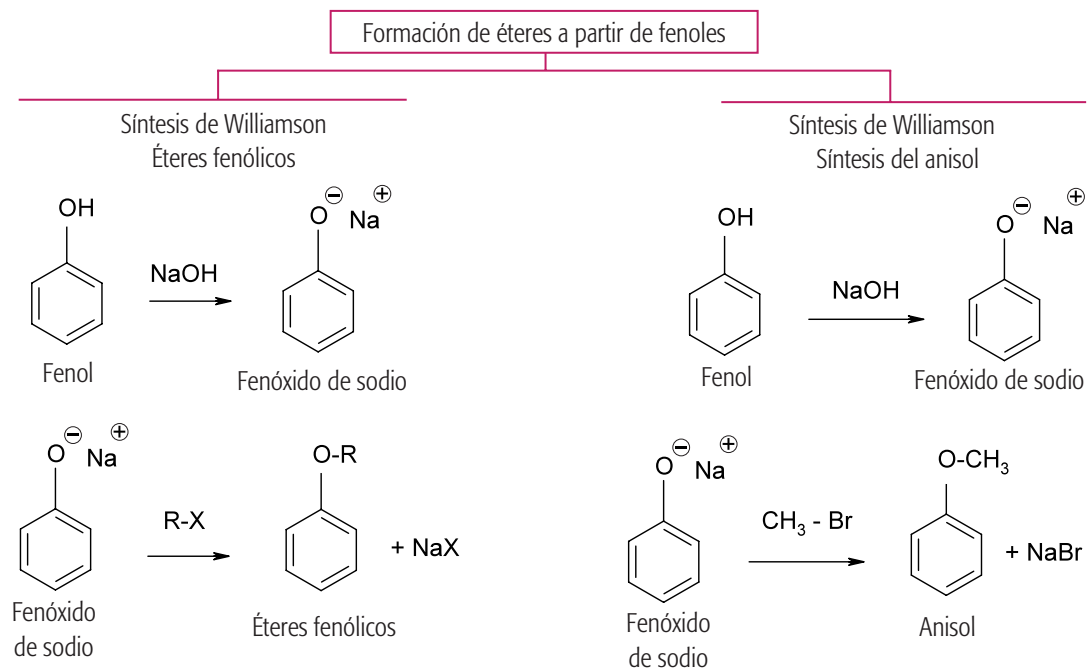 Formación de éteres a partir de fenoles
Síntesis de Williamson
Éteres fenólicos
OH
NaOH
O⊖ Na⊕
Fenol
Fenóxido de sodio
O⊖ Na⊕
R-X
O-R
+ NaX
Fenóxido
de sodio
Éteres fenólicos
Síntesis de Williamson
Síntesis del anisol
OH
NaOH
O⊖ Na⊕
Fenol
Fenóxido de sodio
O⊖ Na⊕
CH₃ - Br
O-CH₃
+ NaBr
Fenóxido
de sodio
Anisol